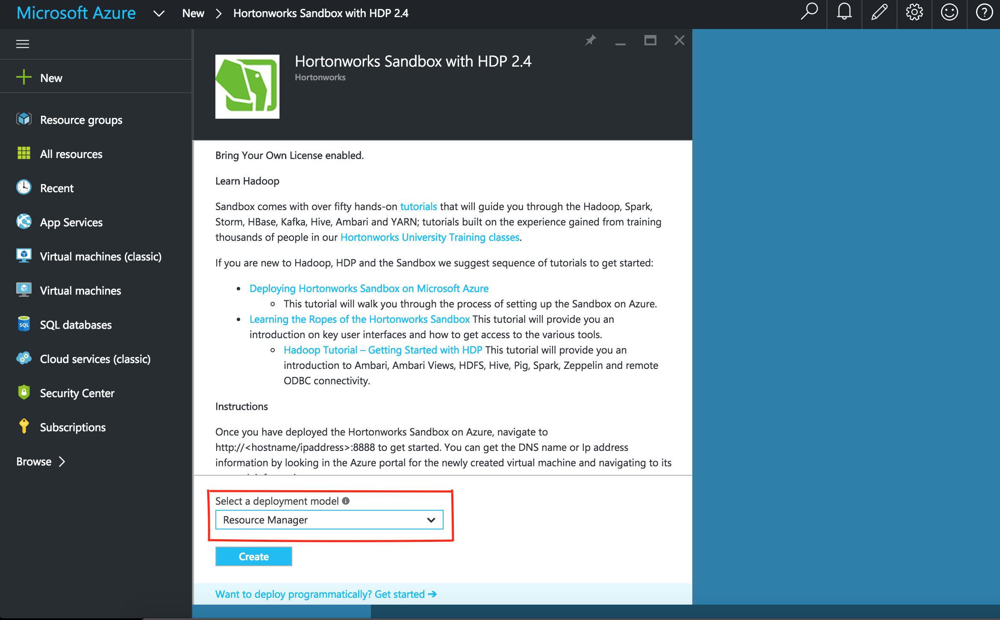 Microsoft Azure
New
Hortonworks Sandbox with HDP 2.4
New
Resource groups
All resources
Recent
App Services
Virtual machines (classic)
Virtual machines
SQL
SQL databases
Cloud services (classic)
Security Center
Subscriptions
Browse
Hortonworks Sandbox with HDP 2.4
Hortonworks
Bring Your Own License enabled.
Learn Hadoop
Sandbox comes with over fifty hands-on tutorials that will guide you through the Hadoop, Spark,
Storm, HBase, Kafka, Hive, Ambari and YARN; tutorials built on the experience gained from training
thousands of people in our Hortonworks University Training classes.
If you are new to Hadoop, HDP and the Sandbox we suggest sequence of tutorials to get started:
• Deploying Hortonworks Sandbox on Microsoft Azure
◦ This tutorial will walk you through the process of setting up the Sandbox on Azure.
• Learning the Ropes of the Hortonworks Sandbox This tutorial will provide you an
introduction on key user interfaces and how to get access to the various tools.
◦ Hadoop Tutorial – Getting Started with HDP This tutorial will provide you an
introduction to Ambari, Ambari Views, HDFS, Hive, Pig, Spark, Zeppelin and remote
ODBC connectivity.
Instructions
Once you have deployed the Hortonworks Sandbox on Azure, navigate to
http://<hostname/ipaddress>:8888 to get started. You can get the DNS name or Ip address
information by looking in the Azure portal for the newly created virtual machine and navigating to its
Select a deployment model
Resource Manager
Create
Want to deploy programmatically? Get started ➔